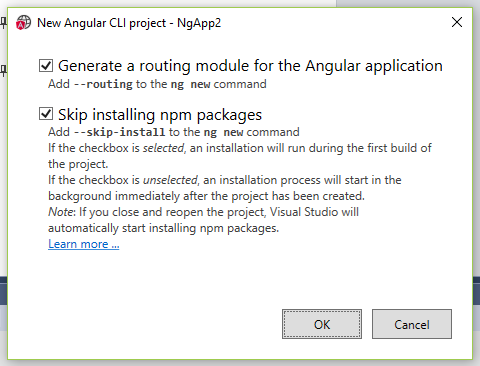 New Angular CLI project - NgApp2
Generate a routing module for the Angular application
Add --routing to the ng new command
Skip installing npm packages
Add --skip-install to the ng new command
If the checkbox is selected, an installation will run during the first build of
the project.
If the checkbox is unselected, an installation process will start in the
background immediately after the project has been created.
Note: If you close and reopen the project, Visual Studio will
automatically start installing npm packages.
Learn more ...
OK
Cancel